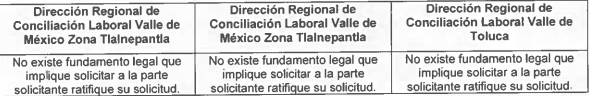 Dirección Regional de
Conciliación Laboral Valle de
México Zona Tlalnepantla
Dirección Regional de
Conciliación Laboral Valle de
México Zona Tlalnepantla
Dirección Regional de
Conciliación Laboral Valle de
Toluca
No existe fundamento legal que
implique solicitar a la parte
solicitante ratifique su solicitud.
No existe fundamento legal que
implique solicitar a la parte
solicitante ratifique su solicitud.
No existe fundamento legal que
implique solicitar a la parte
solicitante ratifique su solicitud.